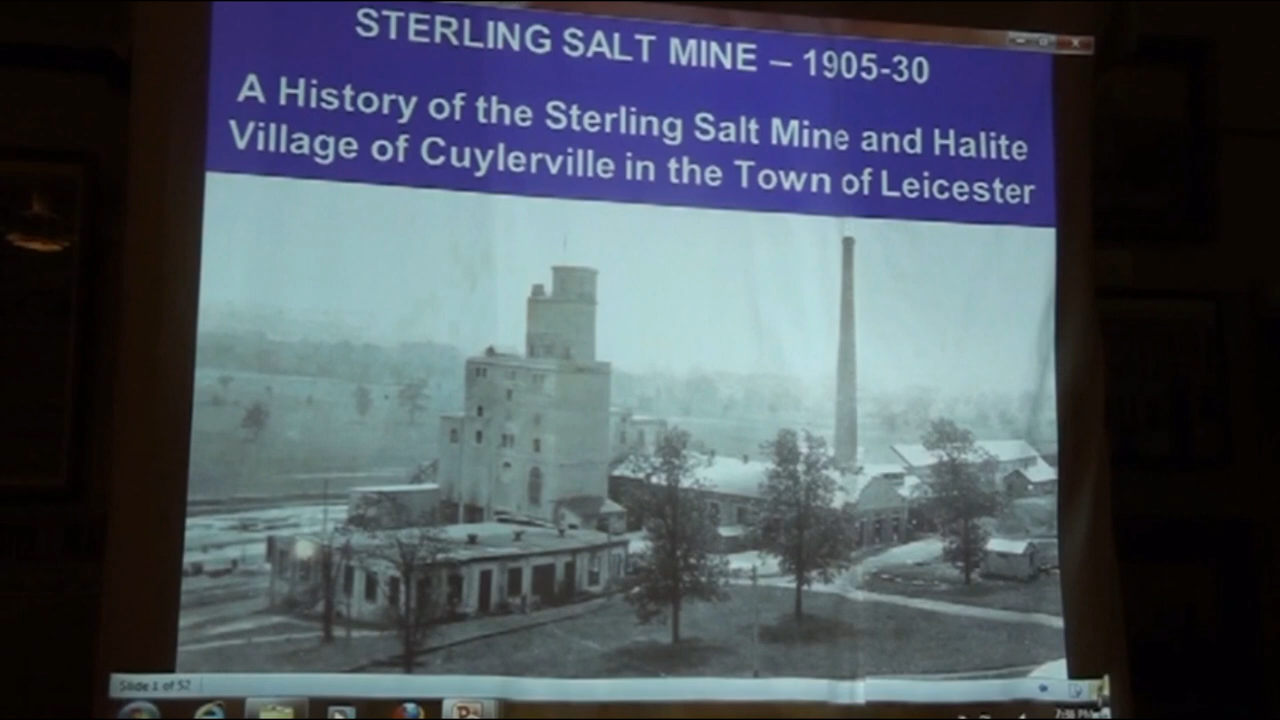 STERLING SALT MINE – 1905-30
A History of the Sterling Salt Mine and Halite
Village of Cuylerville in the Town of Leicester
Slide 1 of 52